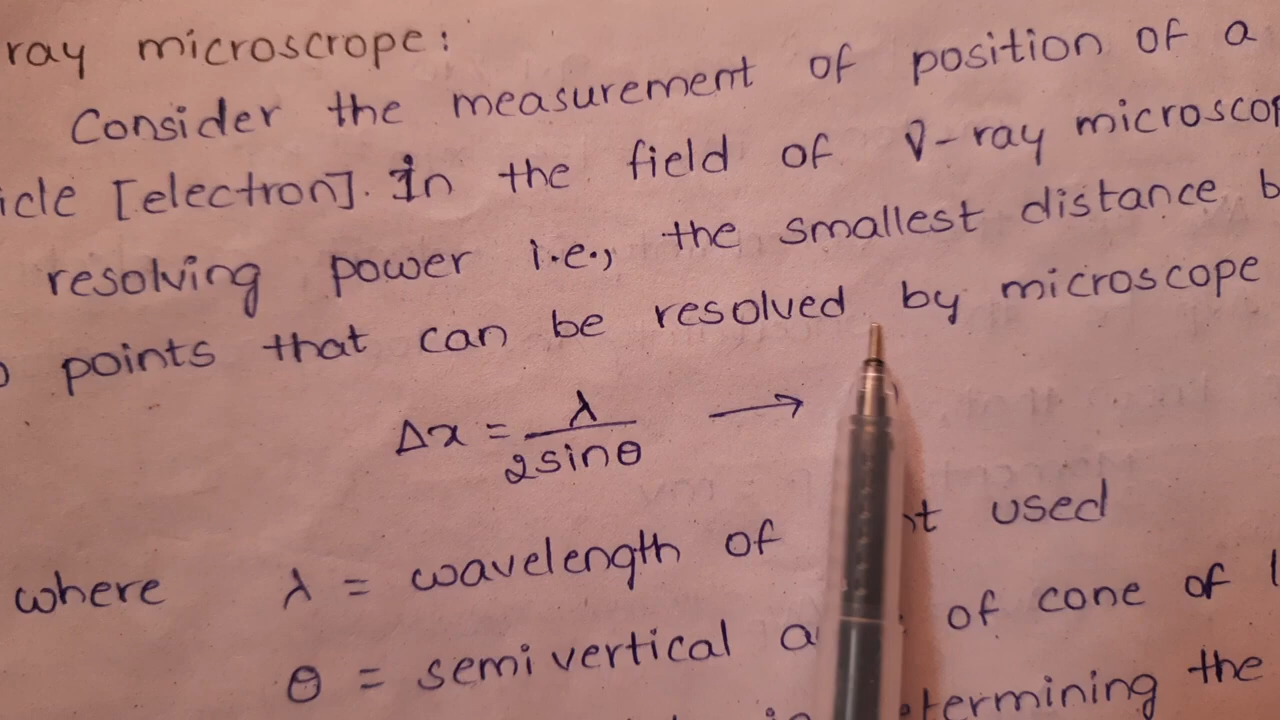 ray microscrope:
Consider the measurement of position of a
icle [electron]. In the field of γ-ray microscop
resolving power i.e., the smallest distance b
points that can be resolved by microscope
Δx = λ / 2sinθ →
where λ = wavelength of used
θ = semi vertical of cone of
the